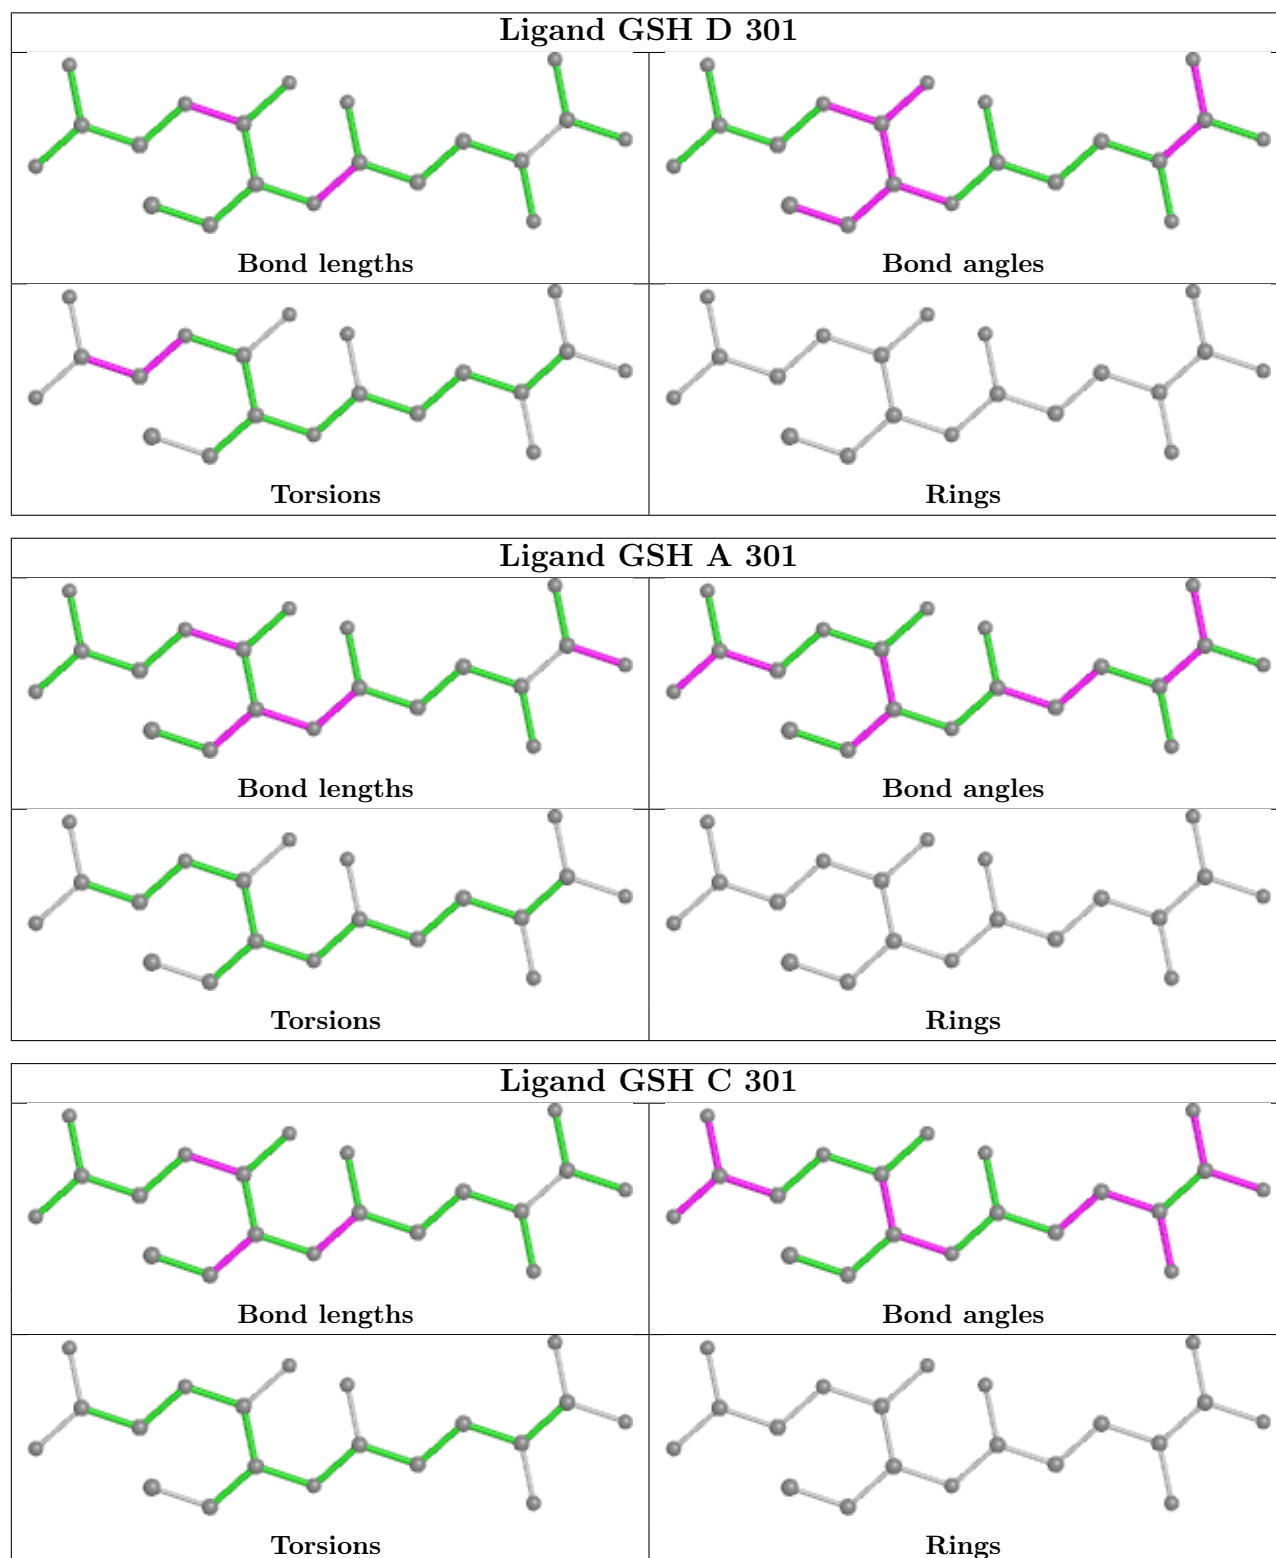 Ligand GSH D 301
Bond lengths
Bond angles
Torsions
Rings
Ligand GSH A 301
Bond lengths
Bond angles
Torsions
Rings
Ligand GSH C 301
Bond lengths
Bond angles
Torsions
Rings